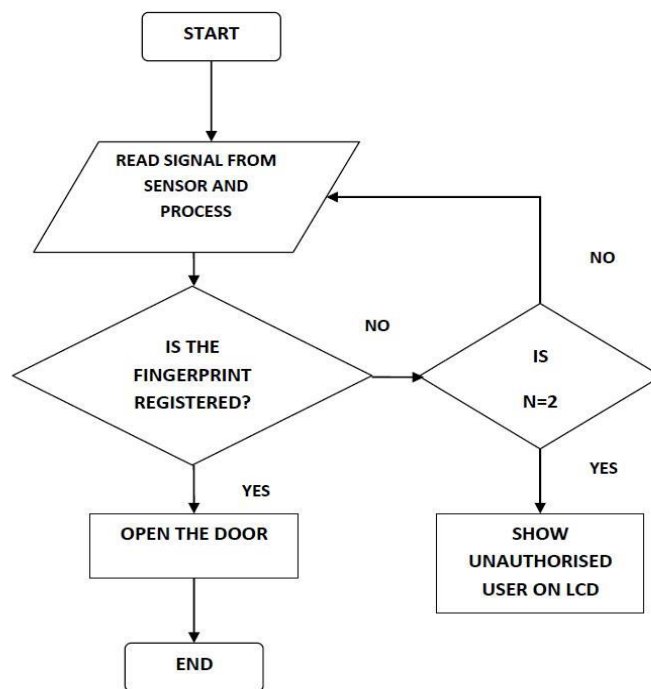 START
READ SIGNAL FROM
SENSOR AND
PROCESS
NO
NO
IS THE
FINGERPRINT
REGISTERED?
IS
N=2
YES
YES
OPEN THE DOOR
SHOW
UNAUTHORISED
USER ON LCD
END